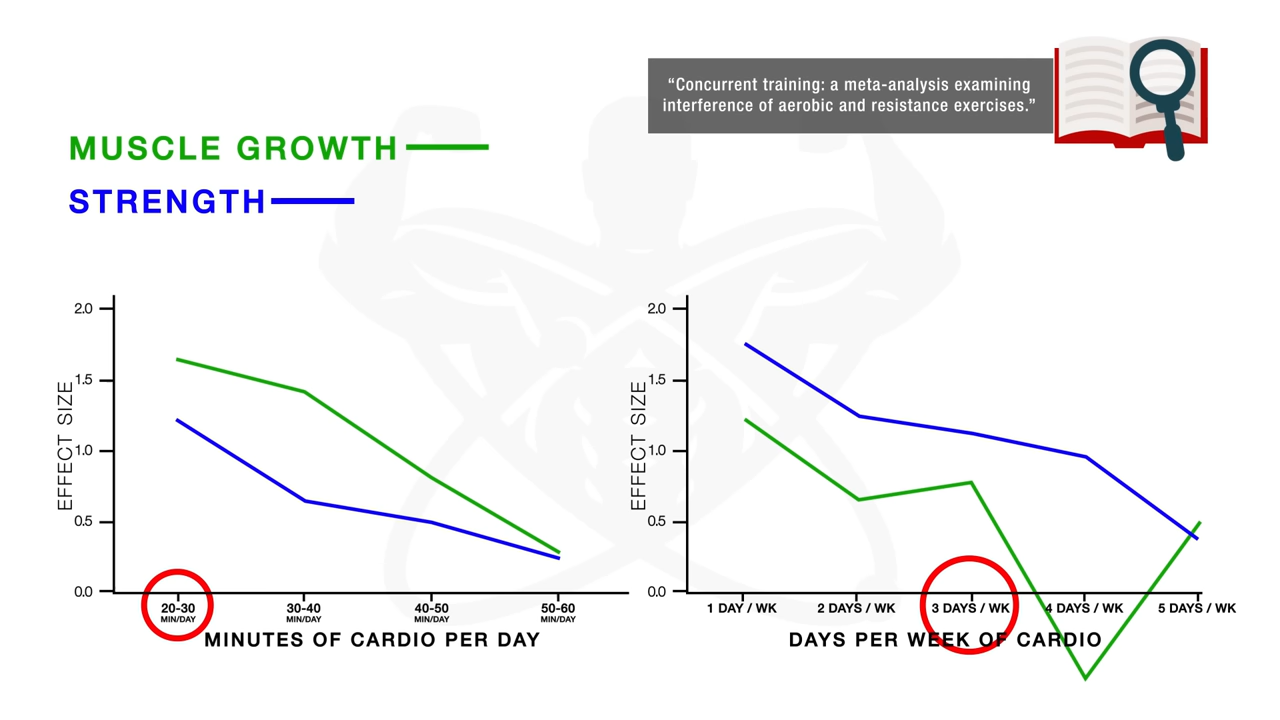 “Concurrent training: a meta-analysis examining
interference of aerobic and resistance exercises.”
MUSCLE GROWTH
STRENGTH
EFFECT SIZE
2.0
1.5
1.0
0.5
0.0
20-30
MIN/DAY
30-40
MIN/DAY
40-50
MIN/DAY
50-60
MIN/DAY
MINUTES OF CARDIO PER DAY
EFFECT SIZE
2.0
1.5
1.0
0.5
0.0
1 DAY / WK
2 DAYS / WK
3 DAYS / WK
4 DAYS / WK
5 DAYS / WK
DAYS PER WEEK OF CARDIO